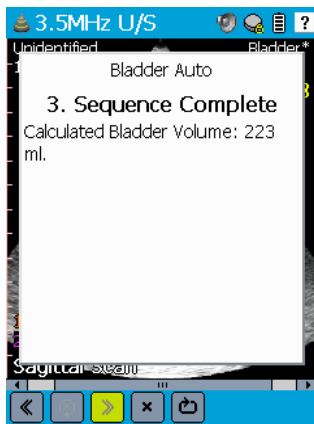 3.5MHz U/S
?
Unidentified Bladder*
Bladder Auto
3. Sequence Complete
Calculated Bladder Volume: 223
ml.
Sagittal Scan